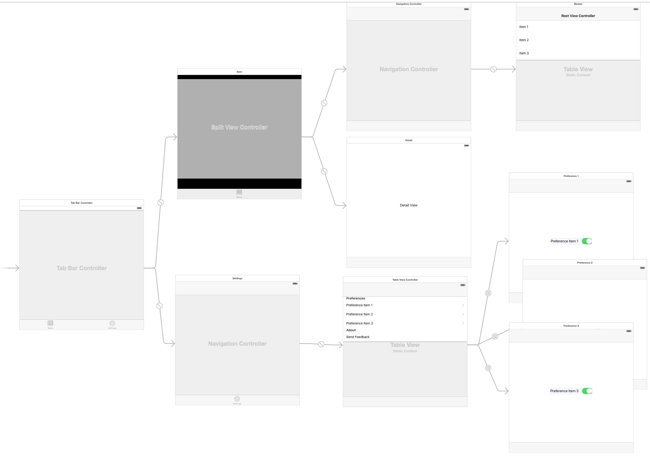 Navigation Controller
Master
Root View Controller
Item 1
Item 2
Item 3
Navigation Controller
Table View
Static Content
Split View Controller
Detail
Detail View
Tab Bar Controller
Tab Bar Controller
Settings
Navigation Controller
Table View Controller
Preferences
Preference Item 1
Preference Item 2
Preference Item 3
About
Send Feedback
Table View
Static Content
Preference 1
Preference Item 1
Preference 2
Preference 3
Preference Item 3